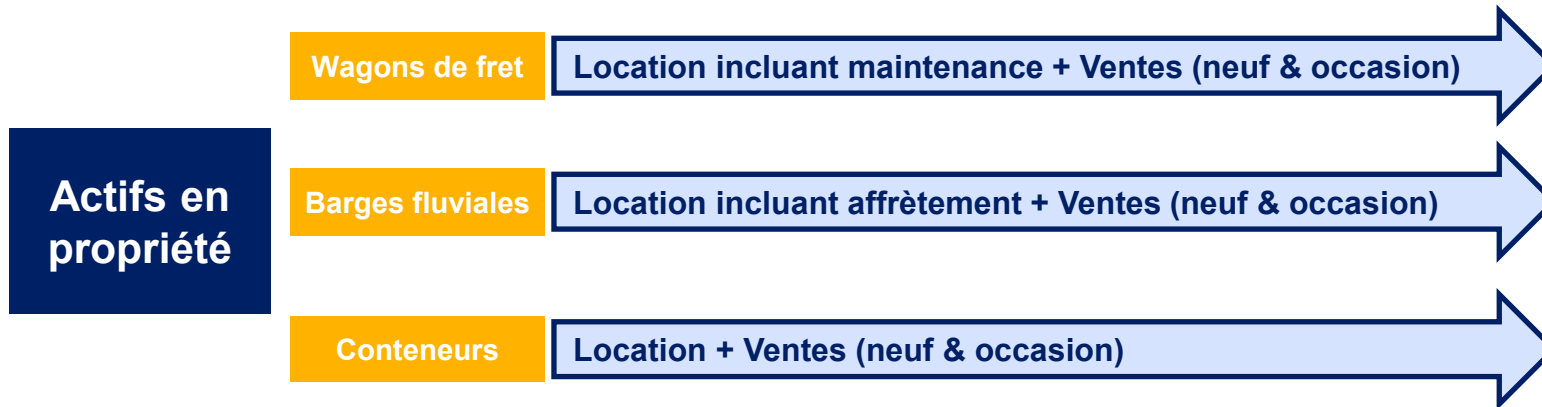 Wagons de fret
Location incluant maintenance + Ventes (neuf & occasion)
Actifs en
propriété
Barges fluviales
Location incluant affrètement + Ventes (neuf & occasion)
Conteneurs
Location + Ventes (neuf & occasion)